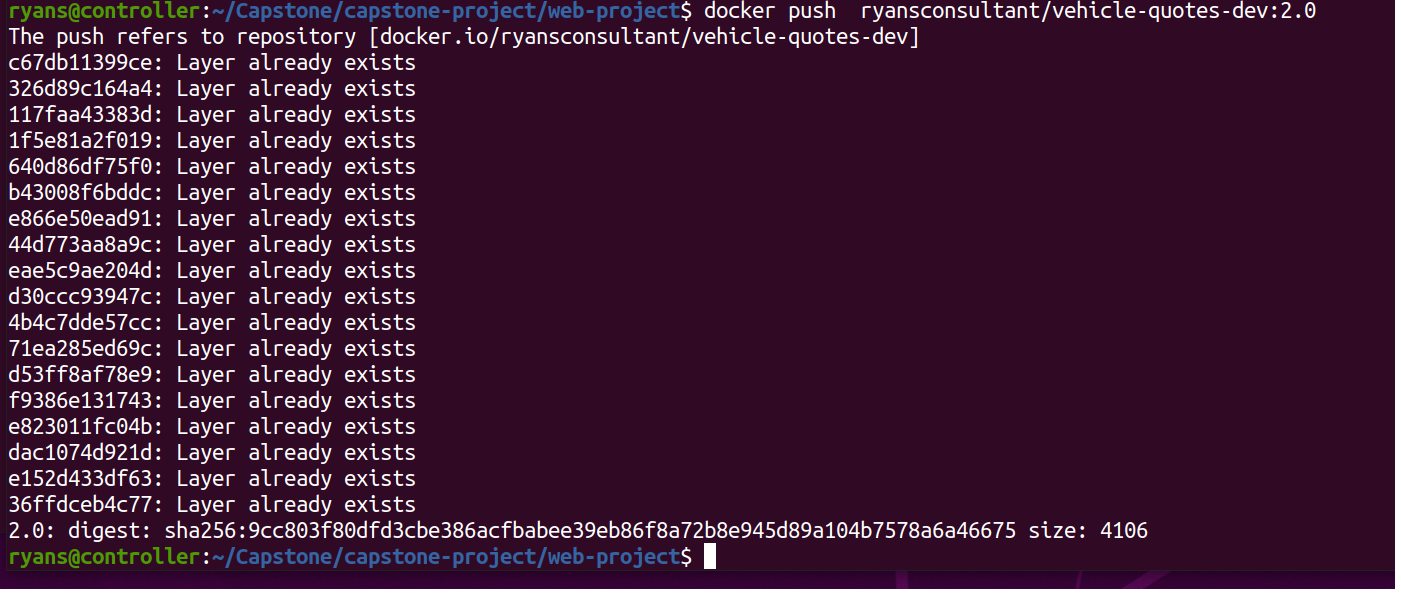 ryans@controller:~/Capstone/capstone-project/web-project$ docker push  ryansconsultant/vehicle-quotes-dev:2.0
The push refers to repository [docker.io/ryansconsultant/vehicle-quotes-dev]
c67db11399ce: Layer already exists
326d89c164a4: Layer already exists
117faa43383d: Layer already exists
1f5e81a2f019: Layer already exists
640d86df75f0: Layer already exists
b43008f6bddc: Layer already exists
e866e50ead91: Layer already exists
44d773aa8a9c: Layer already exists
eae5c9ae204d: Layer already exists
d30ccc93947c: Layer already exists
4b4c7dde57cc: Layer already exists
71ea285ed69c: Layer already exists
d53ff8af78e9: Layer already exists
f9386e131743: Layer already exists
e823011fc04b: Layer already exists
dac1074d921d: Layer already exists
e152d433df63: Layer already exists
36ffdceb4c77: Layer already exists
2.0: digest: sha256:9cc803f80dfd3cbe386acfbabee39eb86f8a72b8e945d89a104b7578a6a46675 size: 4106
ryans@controller:~/Capstone/capstone-project/web-project$